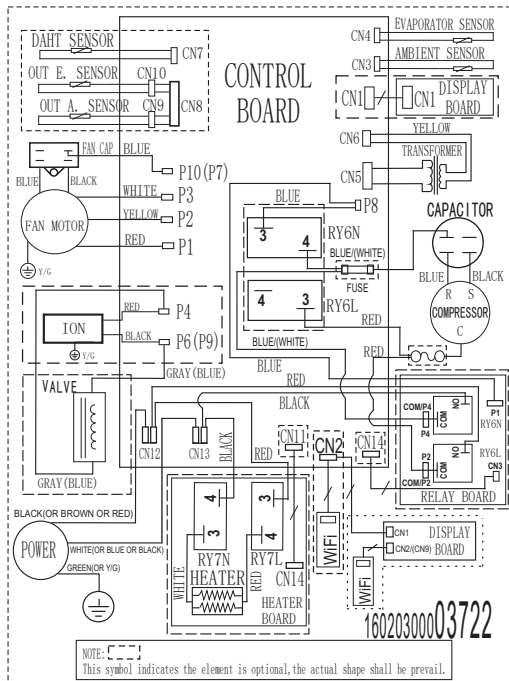 DAHT SENSOR
CN7
OUT E. SENSOR
CN10
OUT A. SENSOR
CN9
CN8
CONTROL
BOARD
EVAPORATOR SENSOR
CN4
AMBIENT SENSOR
CN3
CN1
CN1
DISPLAY
BOARD
YELLOW
CN6
TRANSFORMER
CN5
FAN CAP
BLUE
P10(P7)
BLUE
BLACK
WHITE
P3
FAN MOTOR
YELLOW
P2
RED
P1
Y/G
BLUE
P8
CAPACITOR
3
4
RY6N
BLUE/(WHITE)
FUSE
4
3
RY6L
BLUE
BLACK
R S
COMPRESSOR
C
RED
RED
BLUE/(WHITE)
BLUE
RED
BLACK
ION
RED
P4
BLACK
P6(P9)
Y/G
GRAY(BLUE)
VALVE
GRAY(BLUE)
CN12
CN13
BLACK
RED
CN11
CN2
CN14
P1
COM/P4
P4
COM
NO
RY6N
P2
COM/P2
COM
NO
RY6L
CN3
RELAY BOARD
BLACK(OR BROWN OR RED)
POWER
WHITE(OR BLUE OR BLACK)
GREEN(OR Y/G)
4
3
3
4
RY7N
RY7L
HEATER
WHITE
RED
CN14
HEATER
BOARD
WiFi
WiFi
CN1
CN2/(CN9)
DISPLAY
BOARD
16020300003722
NOTE:
This symbol indicates the element is optional,the actual shape shall be prevail.